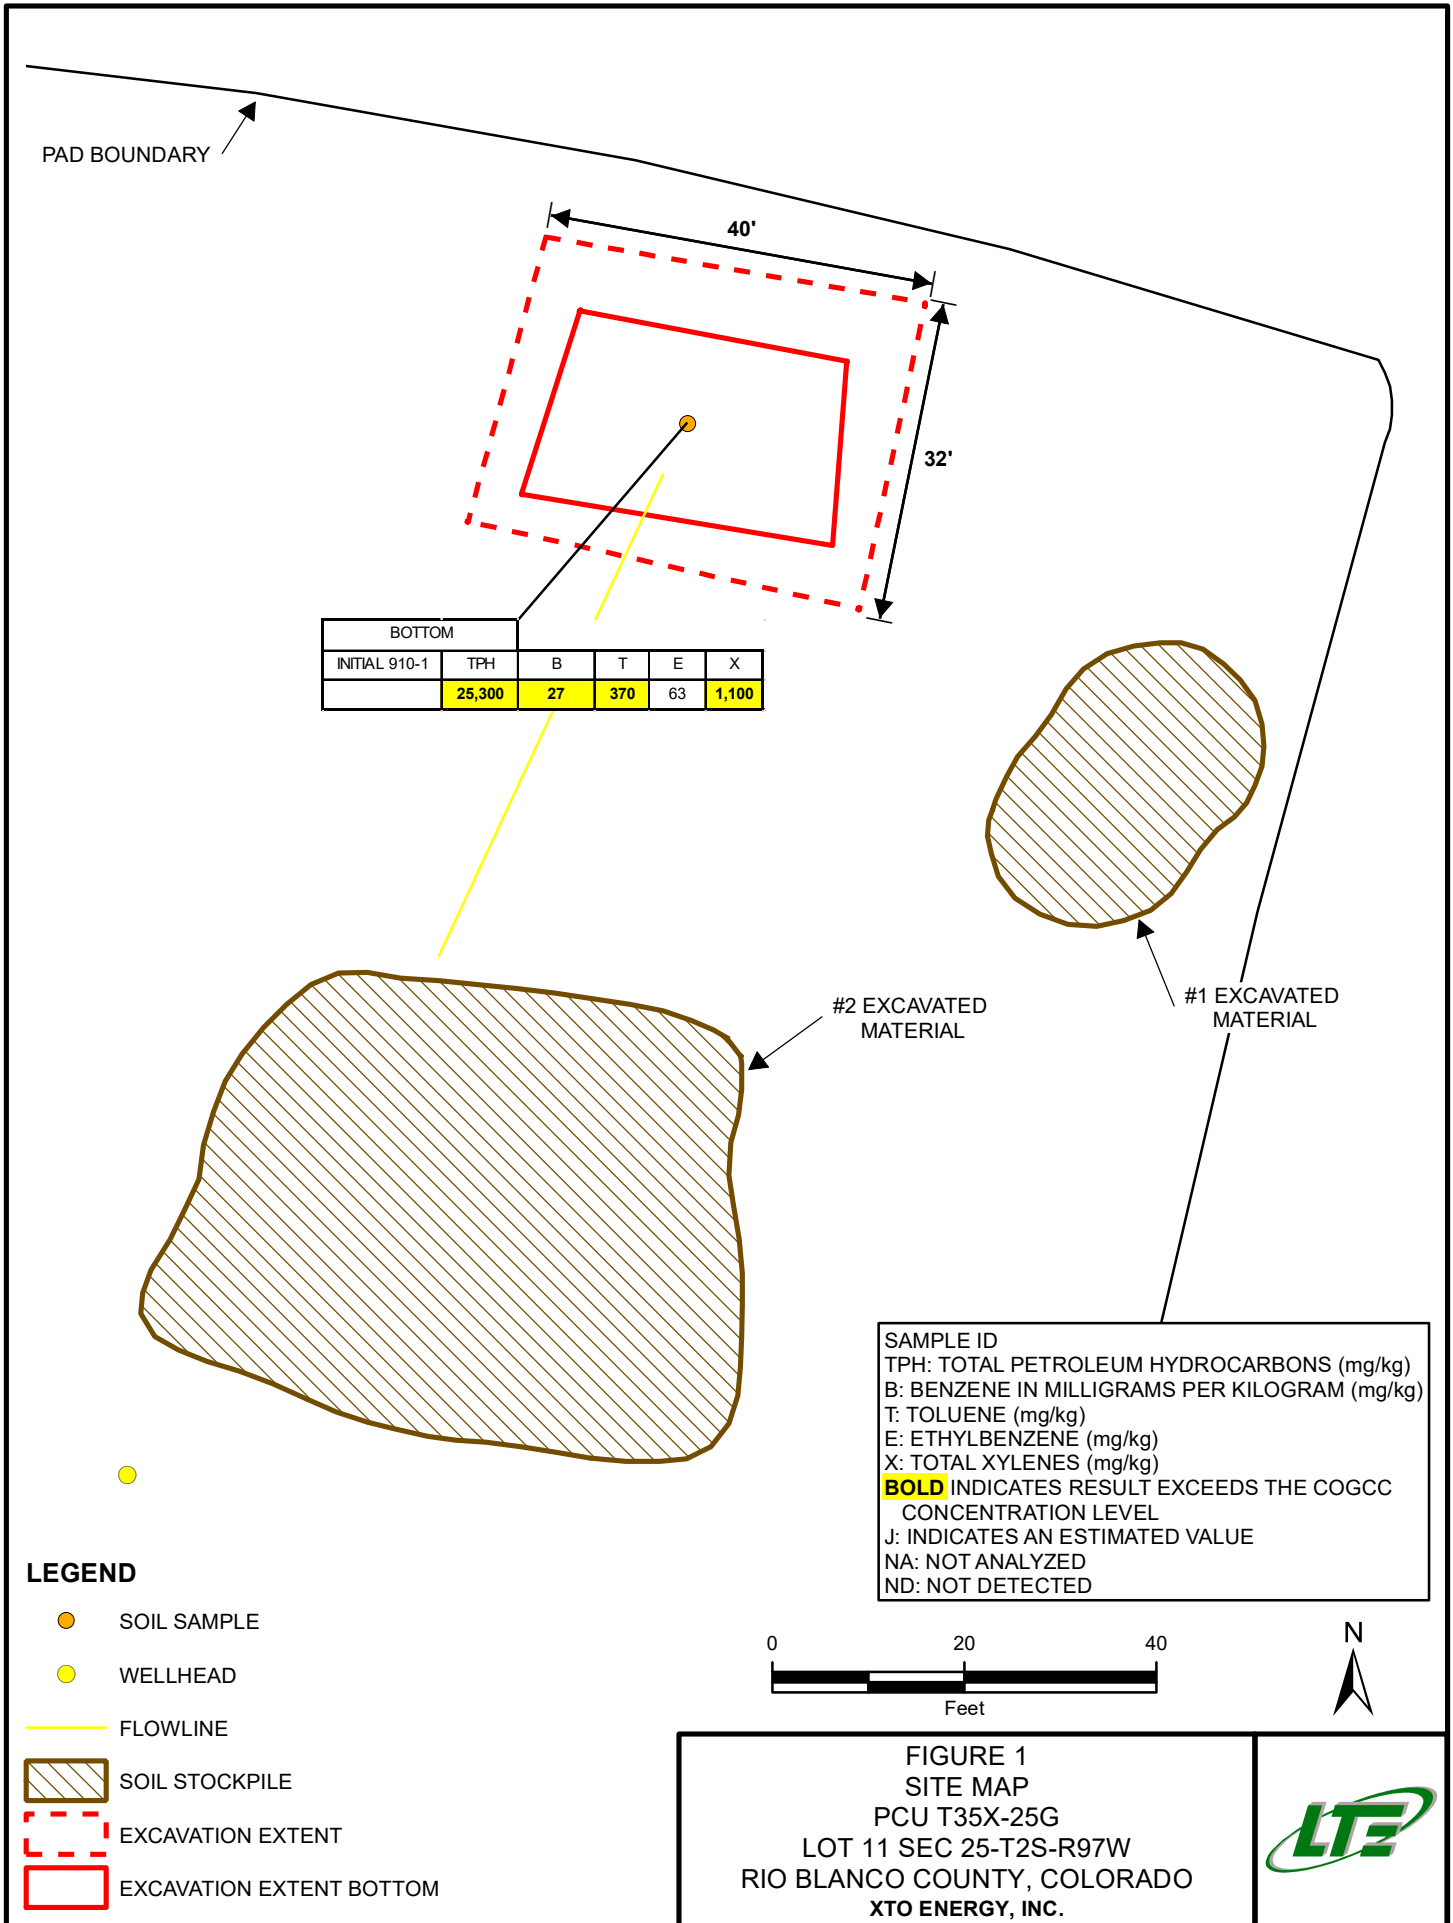 PAD BOUNDARY
40'
32'
BOTTOM
INITIAL 910-1 TPH B T E X
25,300 27 370 63 1,100
#2 EXCAVATED
MATERIAL
#1 EXCAVATED
MATERIAL
SAMPLE ID
TPH: TOTAL PETROLEUM HYDROCARBONS (mg/kg)
B: BENZENE IN MILLIGRAMS PER KILOGRAM (mg/kg)
T: TOLUENE (mg/kg)
E: ETHYLBENZENE (mg/kg)
X: TOTAL XYLENES (mg/kg)
BOLD INDICATES RESULT EXCEEDS THE COGCC
CONCENTRATION LEVEL
J: INDICATES AN ESTIMATED VALUE
NA: NOT ANALYZED
ND: NOT DETECTED
LEGEND
SOIL SAMPLE
WELLHEAD
FLOWLINE
SOIL STOCKPILE
EXCAVATION EXTENT
EXCAVATION EXTENT BOTTOM
0 20 40
Feet
N
FIGURE 1
SITE MAP
PCU T35X-25G
LOT 11 SEC 25-T2S-R97W
RIO BLANCO COUNTY, COLORADO
XTO ENERGY, INC.
LTE